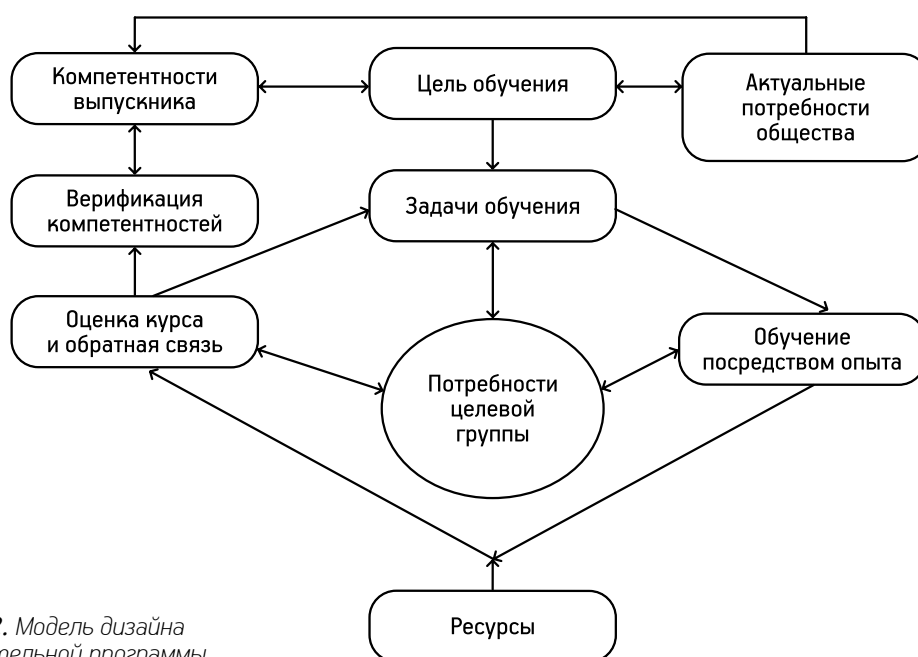 Компетентности
выпускника
Цель обучения
Актуальные
потребности
общества
Верификация
компетентностей
Задачи обучения
Оценка курса
и обратная связь
Потребности
целевой
группы
Обучение
посредством опыта
Ресурсы
Модель дизайна
программы